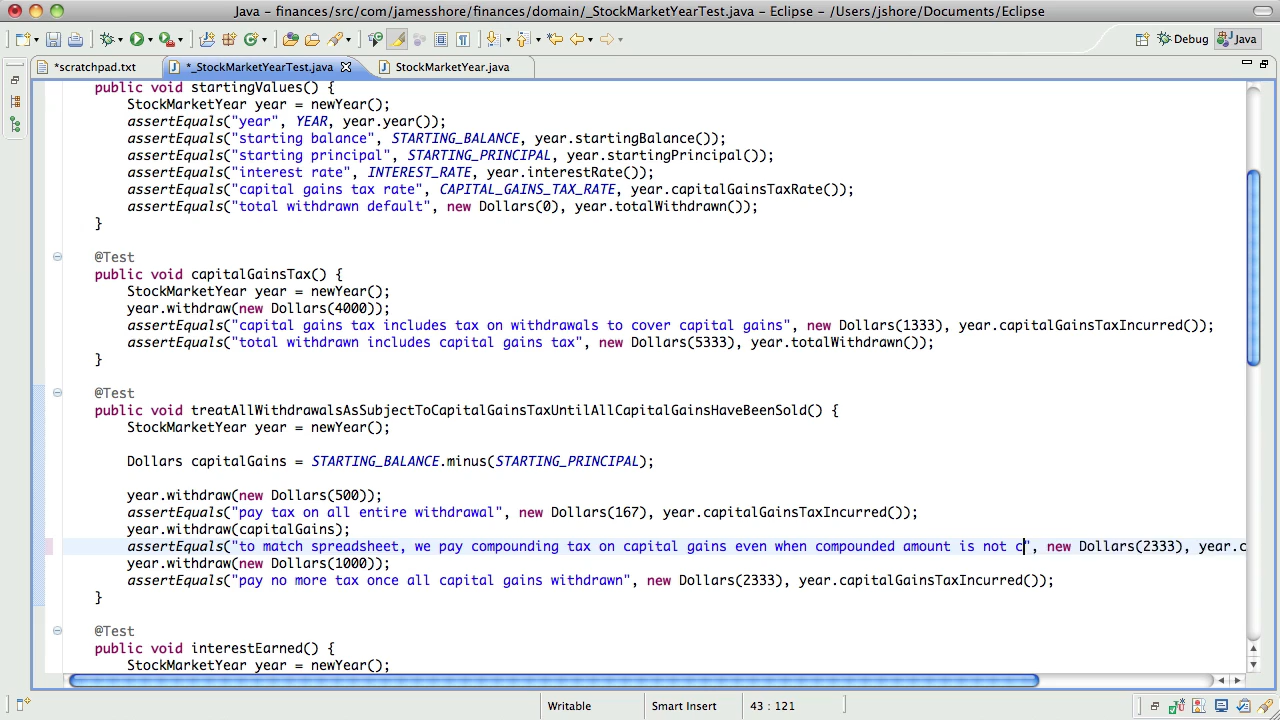 Java - finances/src/com/jamesshore/finances/domain/_StockMarketYearTest.java - Eclipse - /Users/jshore/Documents/Eclipse
Debug Java
*scratchpad.txt *_StockMarketYearTest.java StockMarketYear.java
public void startingValues() {
StockMarketYear year = newYear();
assertEquals("year", YEAR, year.year());
assertEquals("starting balance", STARTING_BALANCE, year.startingBalance());
assertEquals("starting principal", STARTING_PRINCIPAL, year.startingPrincipal());
assertEquals("interest rate", INTEREST_RATE, year.interestRate());
assertEquals("capital gains tax rate", CAPITAL_GAINS_TAX_RATE, year.capitalGainsTaxRate());
assertEquals("total withdrawn default", new Dollars(0), year.totalWithdrawn());
}
@Test
public void capitalGainsTax() {
StockMarketYear year = newYear();
year.withdraw(new Dollars(4000));
assertEquals("capital gains tax includes tax on withdrawals to cover capital gains", new Dollars(1333), year.capitalGainsTaxIncurred());
assertEquals("total withdrawn includes capital gains tax", new Dollars(5333), year.totalWithdrawn());
}
@Test
public void treatAllWithdrawalsAsSubjectToCapitalGainsTaxUntilAllCapitalGainsHaveBeenSold() {
StockMarketYear year = newYear();
Dollars capitalGains = STARTING_BALANCE.minus(STARTING_PRINCIPAL);
year.withdraw(new Dollars(500));
assertEquals("pay tax on all entire withdrawal", new Dollars(167), year.capitalGainsTaxIncurred());
year.withdraw(capitalGains);
assertEquals("to match spreadsheet, we pay compounding tax on capital gains even when compounded amount is not c", new Dollars(2333), year.c
year.withdraw(new Dollars(1000));
assertEquals("pay no more tax once all capital gains withdrawn", new Dollars(2333), year.capitalGainsTaxIncurred());
}
@Test
public void interestEarned() {
StockMarketYear year = newYear();
Writable Smart Insert 43 : 121